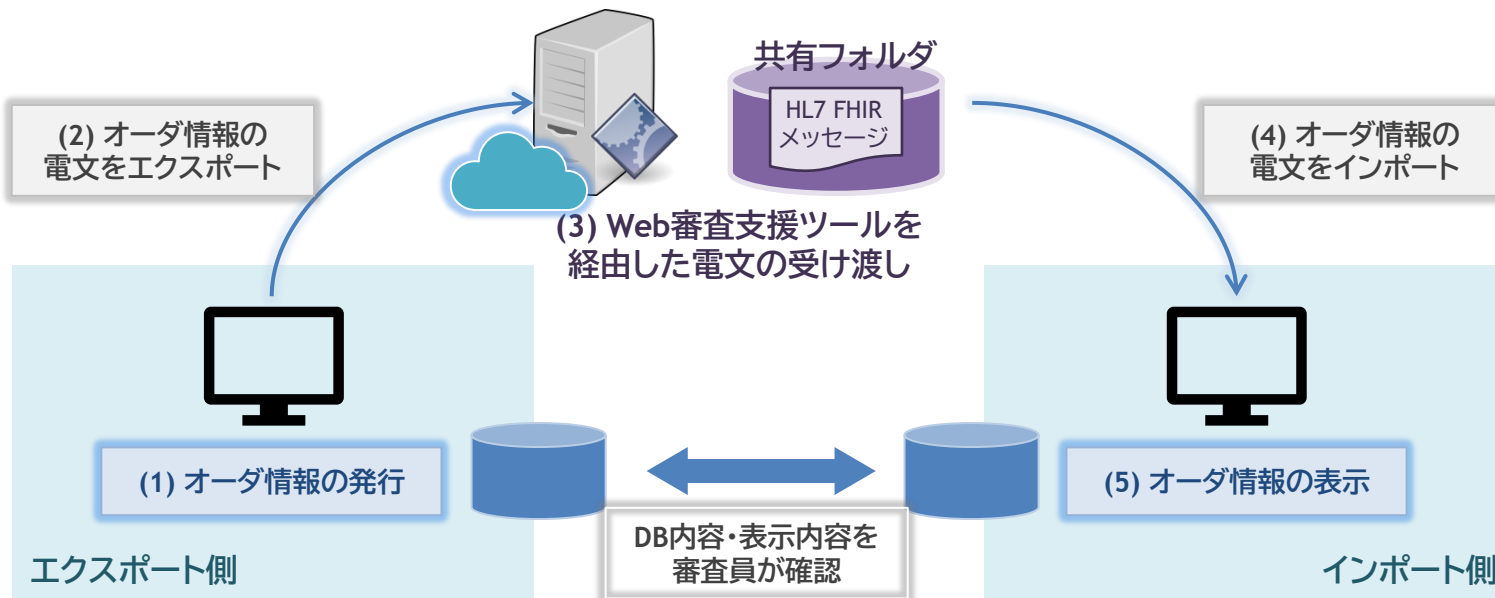 共有フォルダ
HL7 FHIR
メッセージ
(2) オーダ情報の
電文をエクスポート
(4) オーダ情報の
電文をインポート
(3) Web審査支援ツールを
経由した電文の受け渡し
(1) オーダ情報の発行
(5) オーダ情報の表示
DB内容・表示内容を
審査員が確認
エクスポート側
インポート側